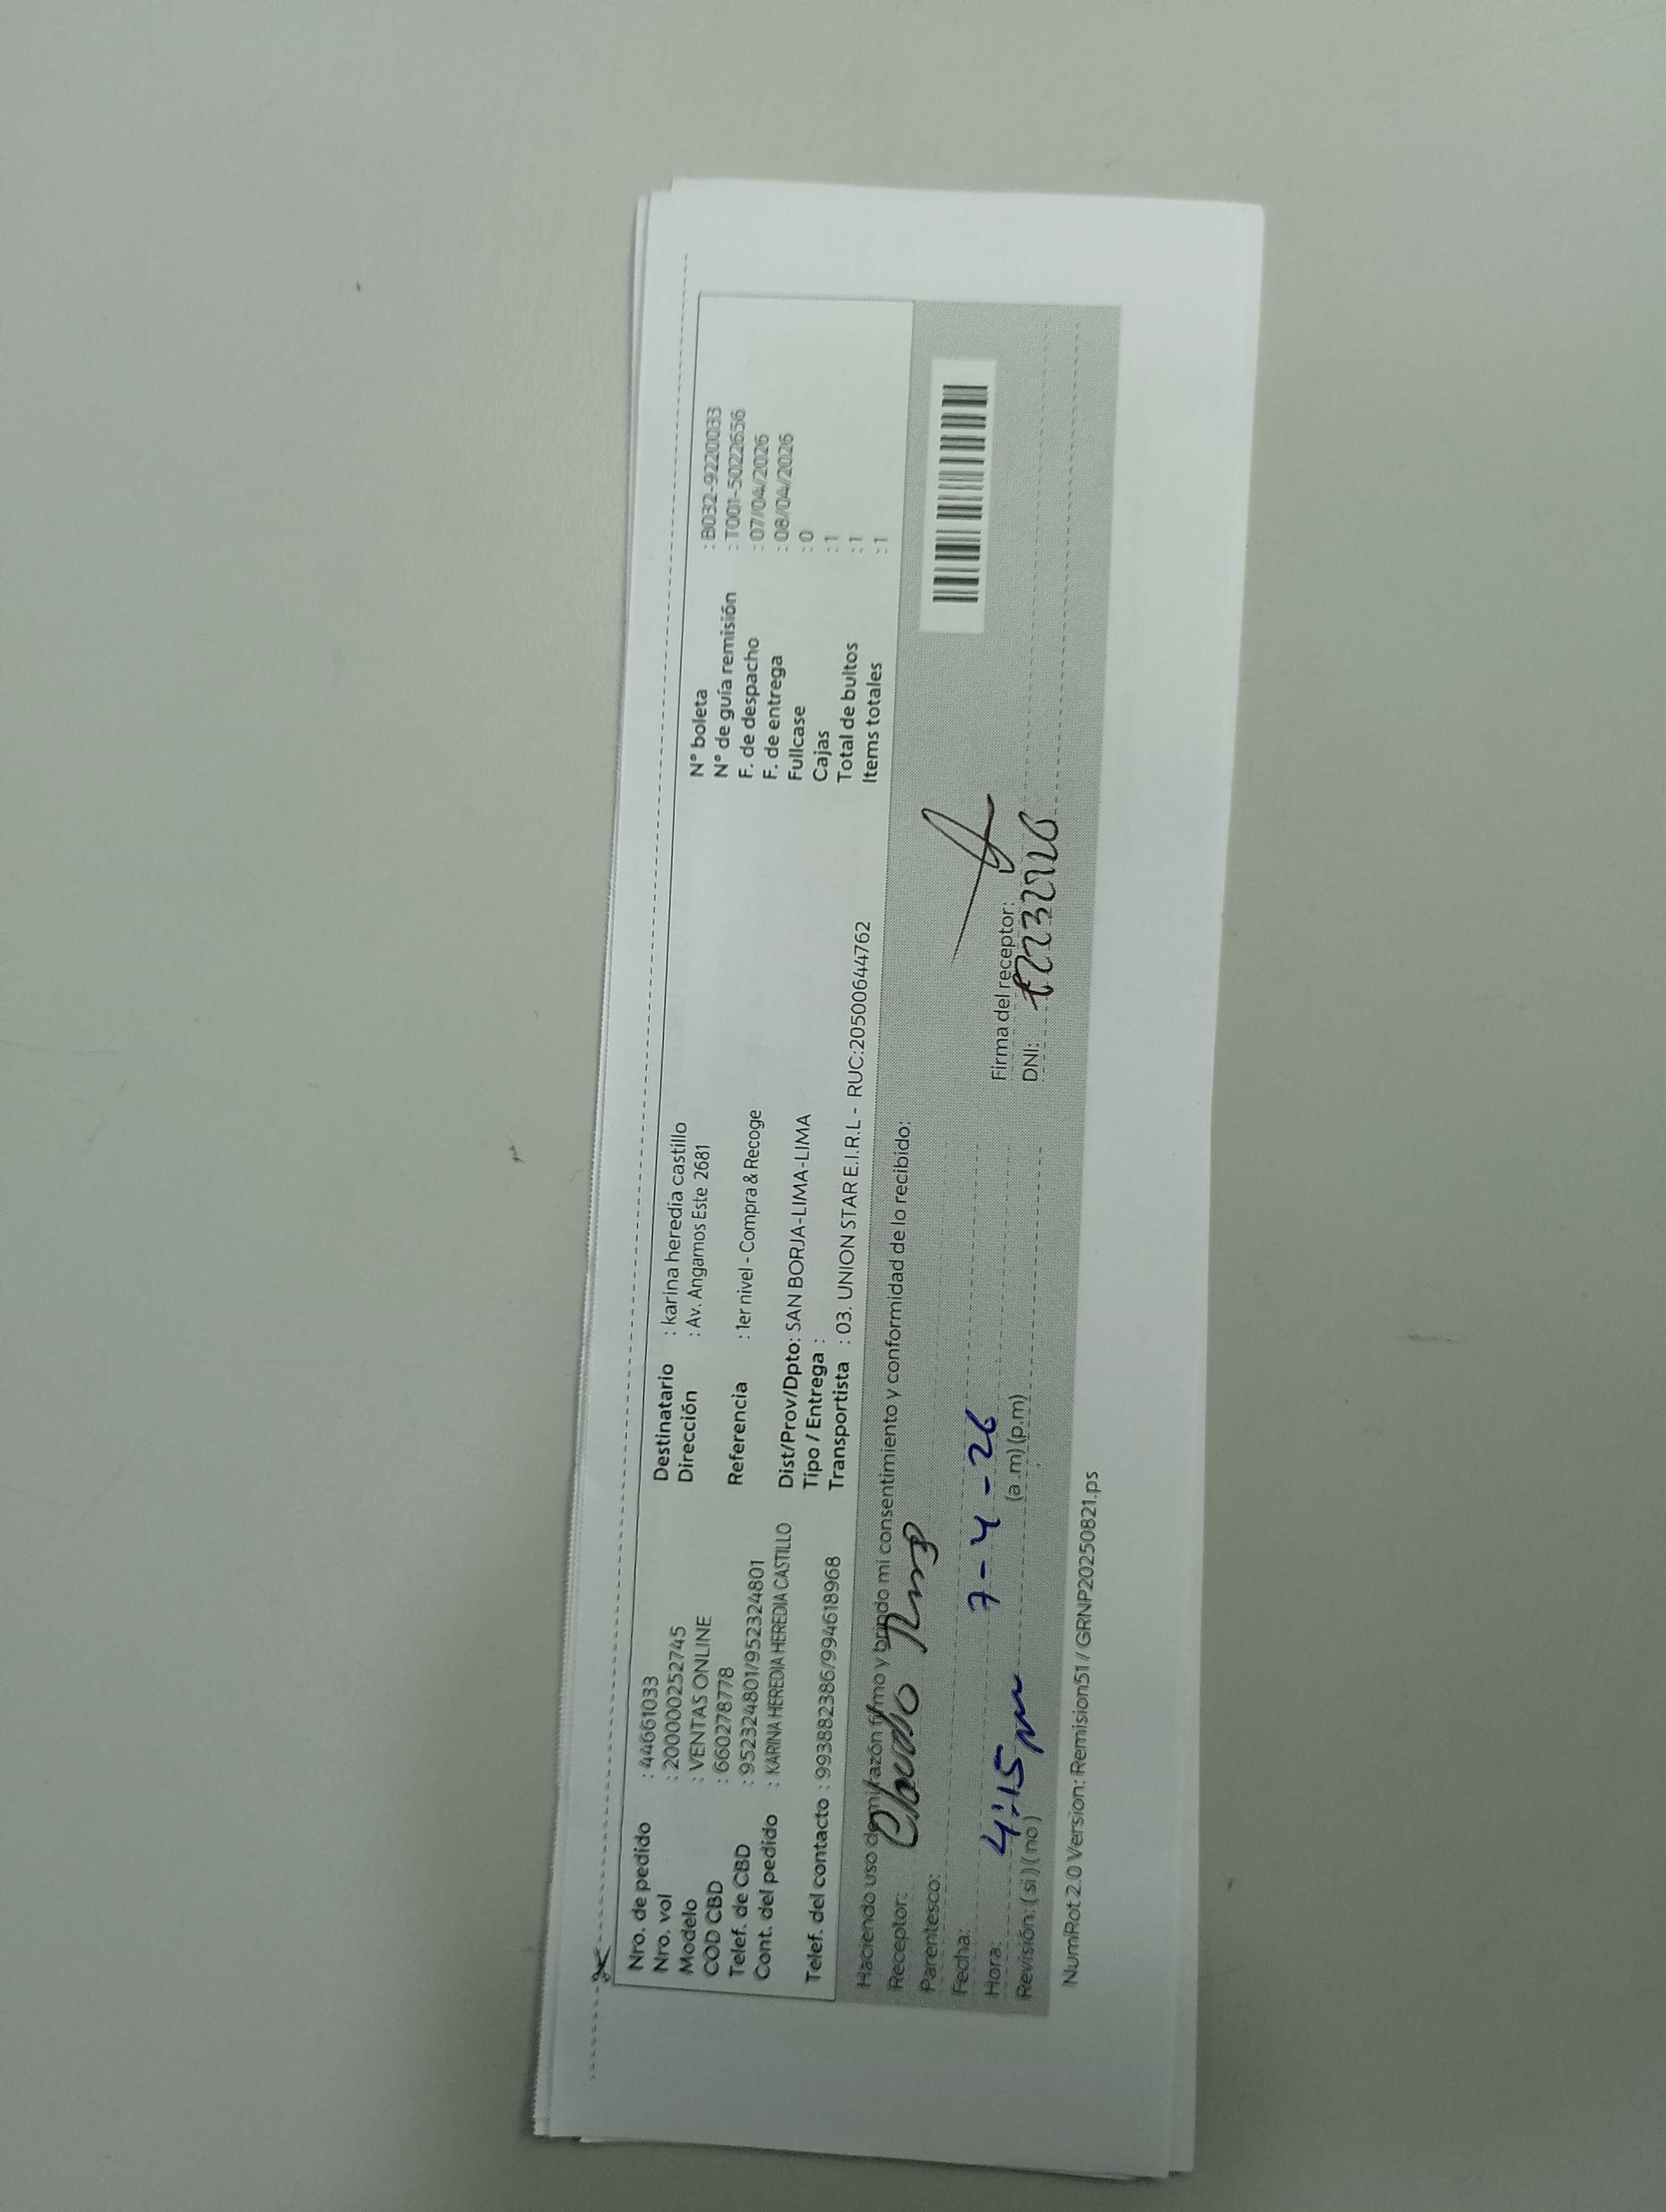 Nro. de pedido : 44661033
Nro. vol : 200000252745
Modelo : VENTAS ONLINE
COD CBD : 660278778
Telef. de CBD : 952324801/952324801
Cont. del pedido : KARINA HEREDIA HEREDIA CASTILLO
Telef. del contacto : 993882386/994618968
Destinatario : karina heredia castillo
Dirección : Av. Angamos Este 2681
Referencia : 1er nivel - Compra & Recoge
Dist/Prov/Dpto: SAN BORJA-LIMA-LIMA
Tipo / Entrega :
Transportista : 03. UNION STAR E.I.R.L - RUC:20500644762
N° boleta : B032-9220033
N° de guía remisión : T001-5022656
F. de despacho : 07/04/2026
F. de entrega : 08/04/2026
Fullcase : 0
Cajas : 1
Total de bultos : 1
Items totales : 1
Haciendo uso de mi razón firmo y brindo mi consentimiento y conformidad de lo recibido:
Receptor: Claudio
Parentesco:
Fecha: 7-4-26
Hora: 4:15 pm (a.m) (p.m)
Revisión: ( si ) ( no )
Firma del receptor:
DNI:
NumRot 2.0 Version: Remision51 / GRNP20250821.ps